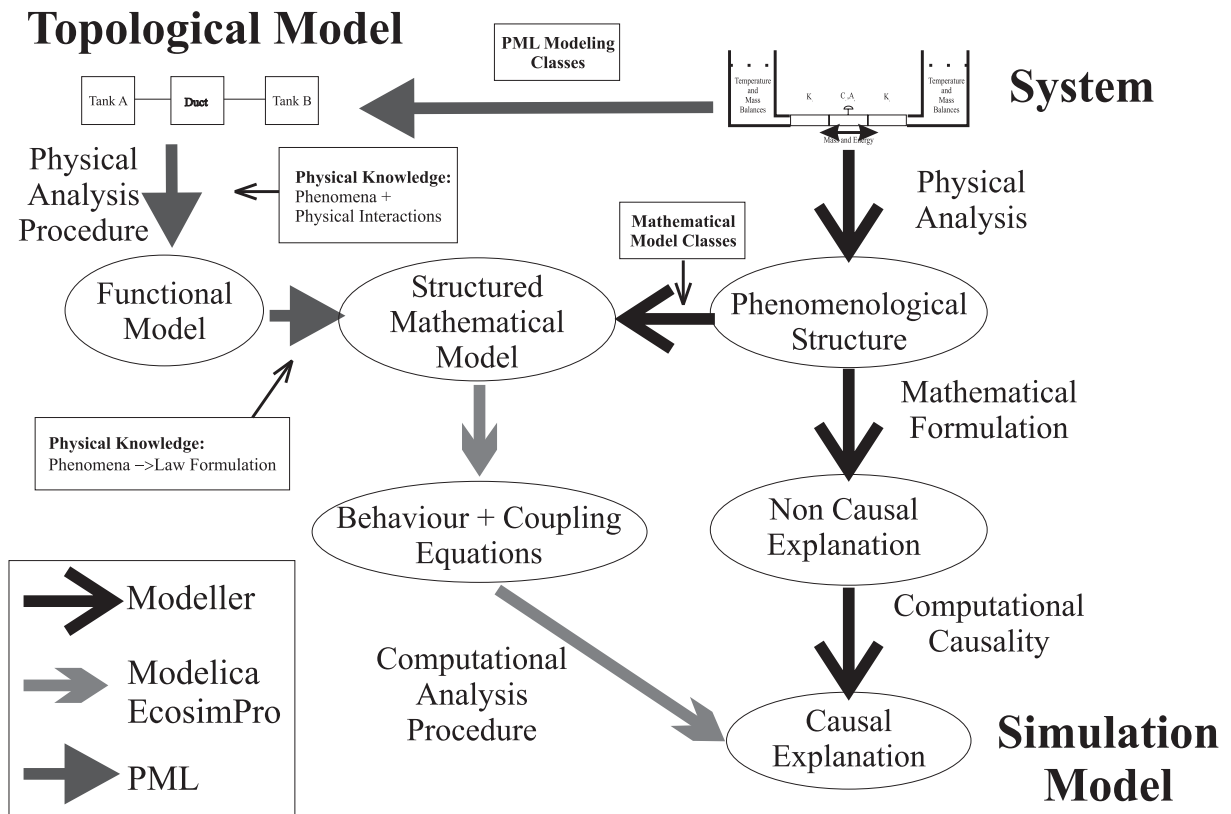 Topological Model
PML Modeling
Classes
System
Tank A
Duct
Tank B
Temperature
and
Mass
Balances
K
C ,A
K
Temperature
and
Mass
Balances
Mass and Energy
Physical
Analysis
Procedure
Physical Knowledge:
Phenomena +
Physical Interactions
Mathematical
Model Classes
Physical
Analysis
Functional
Model
Structured
Mathematical
Model
Phenomenological
Structure
Physical Knowledge:
Phenomena –>Law Formulation
Mathematical
Formulation
Behaviour + Coupling
Equations
Non Causal
Explanation
Modeller
Modelica
EcosimPro
PML
Computational
Analysis
Procedure
Computational
Causality
Causal
Explanation
Simulation
Model